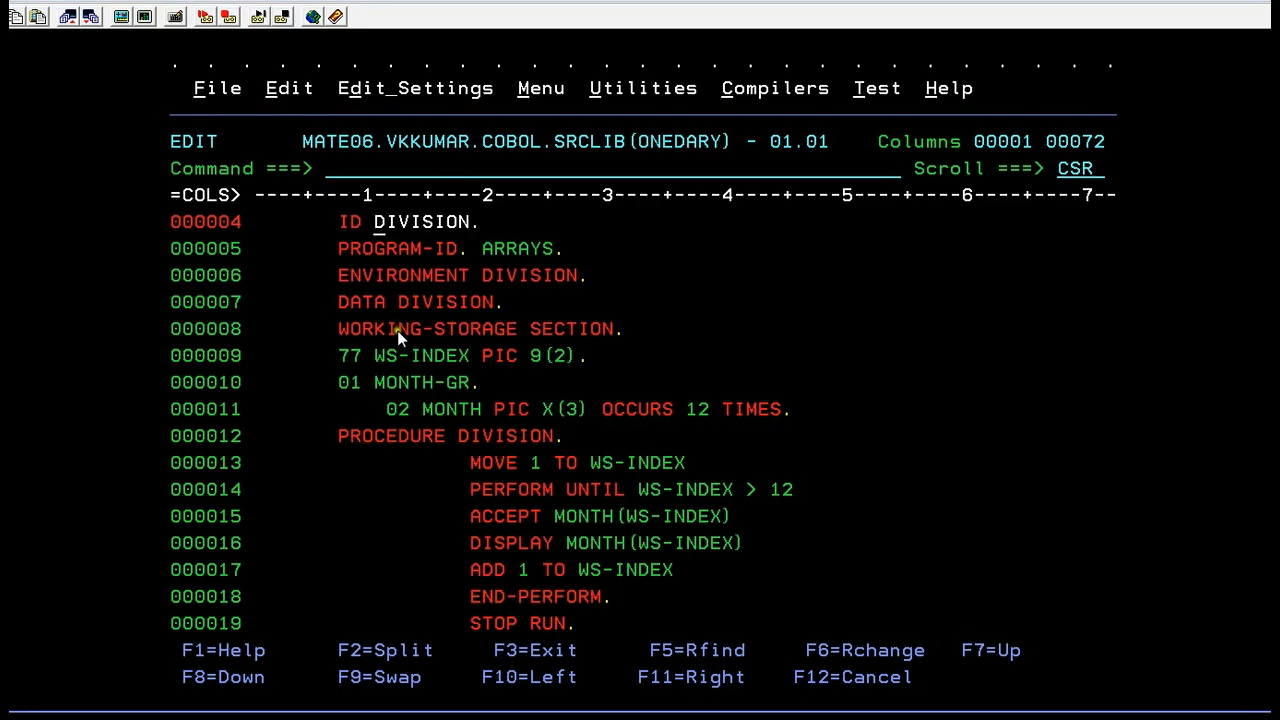 File Edit Edit_Settings Menu Utilities Compilers Test Help
EDIT MATE06.VKKUMAR.COBOL.SRCLIB(ONEDARY) - 01.01 Columns 00001 00072
Command ===> Scroll ===> CSR
=COLS> ----+----1----+----2----+----3----+----4----+----5----+----6----+----7--
000004 ID DIVISION.
000005 PROGRAM-ID. ARRAYS.
000006 ENVIRONMENT DIVISION.
000007 DATA DIVISION.
000008 WORKING-STORAGE SECTION.
000009 77 WS-INDEX PIC 9(2).
000010 01 MONTH-GR.
000011 02 MONTH PIC X(3) OCCURS 12 TIMES.
000012 PROCEDURE DIVISION.
000013 MOVE 1 TO WS-INDEX
000014 PERFORM UNTIL WS-INDEX > 12
000015 ACCEPT MONTH(WS-INDEX)
000016 DISPLAY MONTH(WS-INDEX)
000017 ADD 1 TO WS-INDEX
000018 END-PERFORM.
000019 STOP RUN.
F1=Help F2=Split F3=Exit F5=Rfind F6=Rchange F7=Up
F8=Down F9=Swap F10=Left F11=Right F12=Cancel